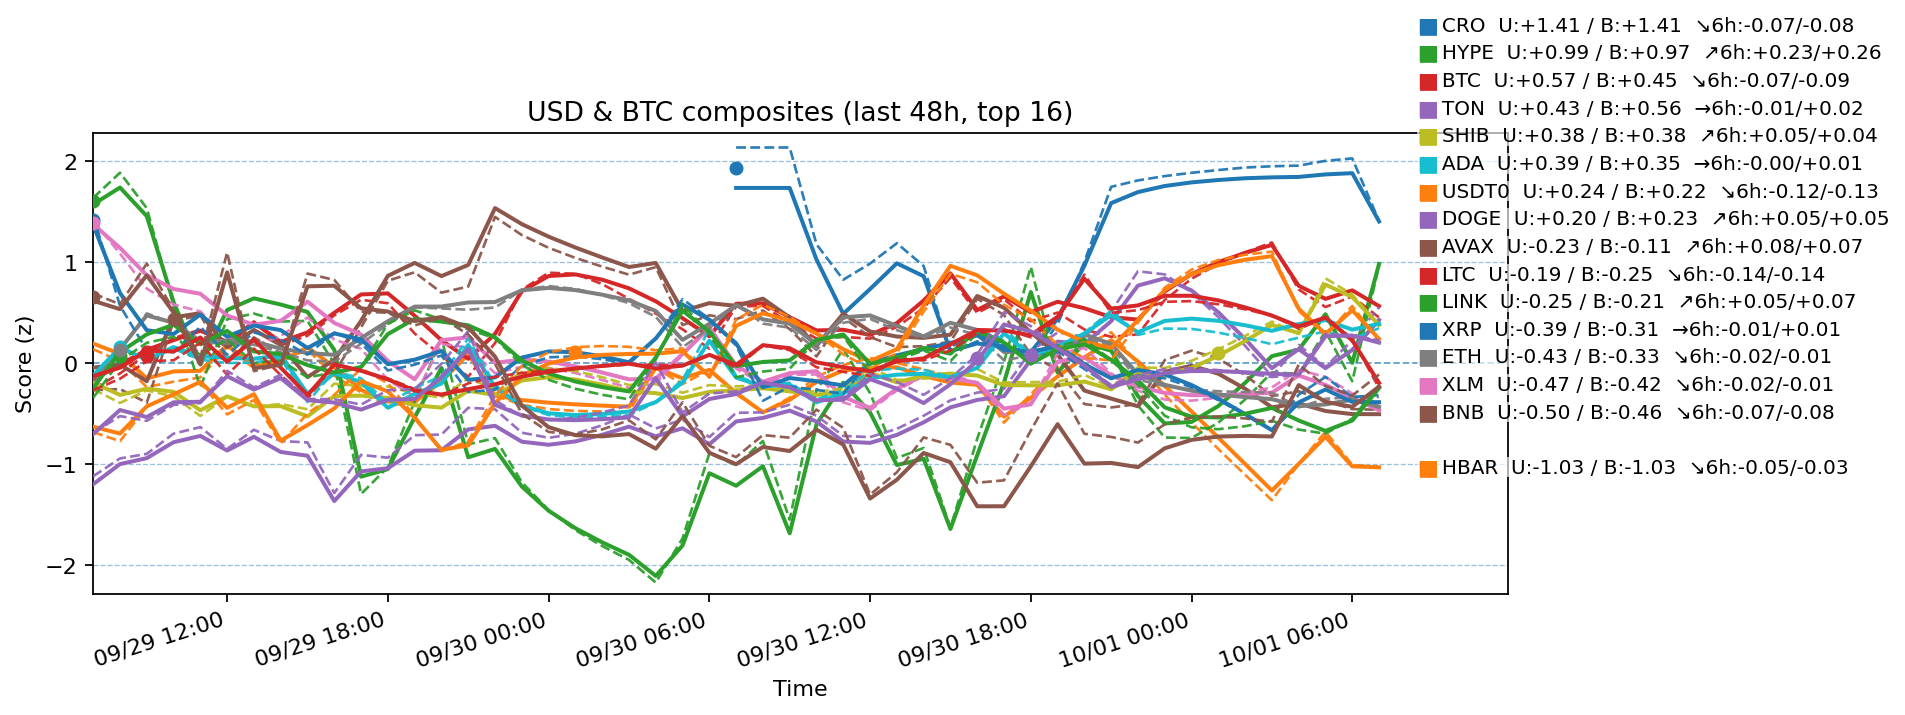 CRO  U:+1.41 / B:+1.41  ↘6h:-0.07/-0.08
HYPE  U:+0.99 / B:+0.97  ↗6h:+0.23/+0.26
BTC  U:+0.57 / B:+0.45  ↘6h:-0.07/-0.09
TON  U:+0.43 / B:+0.56  →6h:-0.01/+0.02
SHIB  U:+0.38 / B:+0.38  ↗6h:+0.05/+0.04
ADA  U:+0.39 / B:+0.35  →6h:-0.00/+0.01
USDT0  U:+0.24 / B:+0.22  ↘6h:-0.12/-0.13
DOGE  U:+0.20 / B:+0.23  ↗6h:+0.05/+0.05
AVAX  U:-0.23 / B:-0.11  ↗6h:+0.08/+0.07
LTC  U:-0.19 / B:-0.25  ↘6h:-0.14/-0.14
LINK  U:-0.25 / B:-0.21  ↗6h:+0.05/+0.07
XRP  U:-0.39 / B:-0.31  →6h:-0.01/+0.01
ETH  U:-0.43 / B:-0.33  ↘6h:-0.02/-0.01
XLM  U:-0.47 / B:-0.42  ↘6h:-0.02/-0.01
BNB  U:-0.50 / B:-0.46  ↘6h:-0.07/-0.08
HBAR  U:-1.03 / B:-1.03  ↘6h:-0.05/-0.03
USD & BTC composites (last 48h, top 16)
Score (z)
2
1
0
−1
−2
09/29 12:00
09/29 18:00
09/30 00:00
09/30 06:00
09/30 12:00
09/30 18:00
10/01 00:00
10/01 06:00
Time